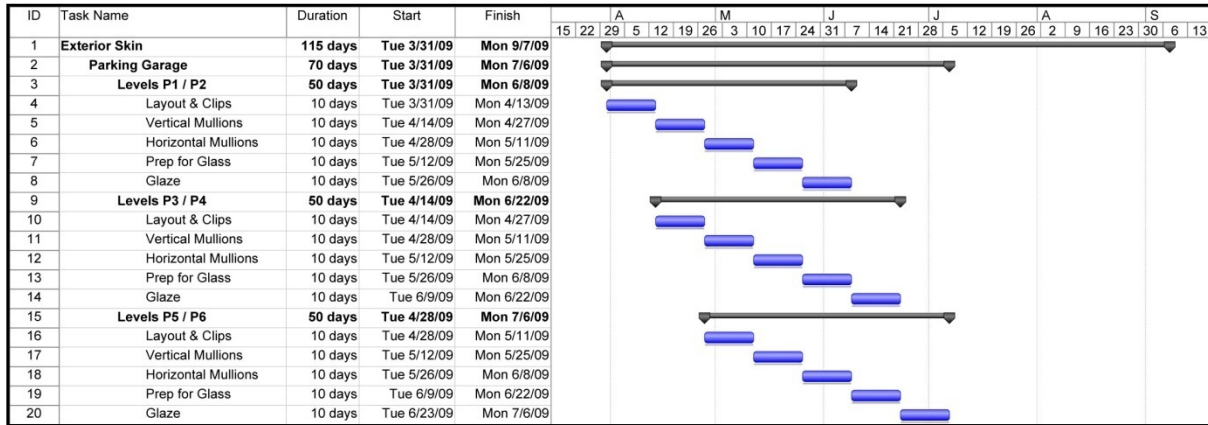 ID Task Name Duration Start Finish A M J J A S
15 22 29 5 12 19 26 3 10 17 24 31 7 14 21 28 5 12 19 26 2 9 16 23 30 6 13
1 Exterior Skin 115 days Tue 3/31/09 Mon 9/7/09
2 Parking Garage 70 days Tue 3/31/09 Mon 7/6/09
3 Levels P1 / P2 50 days Tue 3/31/09 Mon 6/8/09
4 Layout & Clips 10 days Tue 3/31/09 Mon 4/13/09
5 Vertical Mullions 10 days Tue 4/14/09 Mon 4/27/09
6 Horizontal Mullions 10 days Tue 4/28/09 Mon 5/11/09
7 Prep for Glass 10 days Tue 5/12/09 Mon 5/25/09
8 Glaze 10 days Tue 5/26/09 Mon 6/8/09
9 Levels P3 / P4 50 days Tue 4/14/09 Mon 6/22/09
10 Layout & Clips 10 days Tue 4/14/09 Mon 4/27/09
11 Vertical Mullions 10 days Tue 4/28/09 Mon 5/11/09
12 Horizontal Mullions 10 days Tue 5/12/09 Mon 5/25/09
13 Prep for Glass 10 days Tue 5/26/09 Mon 6/8/09
14 Glaze 10 days Tue 6/9/09 Mon 6/22/09
15 Levels P5 / P6 50 days Tue 4/28/09 Mon 7/6/09
16 Layout & Clips 10 days Tue 4/28/09 Mon 5/11/09
17 Vertical Mullions 10 days Tue 5/12/09 Mon 5/25/09
18 Horizontal Mullions 10 days Tue 5/26/09 Mon 6/8/09
19 Prep for Glass 10 days Tue 6/9/09 Mon 6/22/09
20 Glaze 10 days Tue 6/23/09 Mon 7/6/09